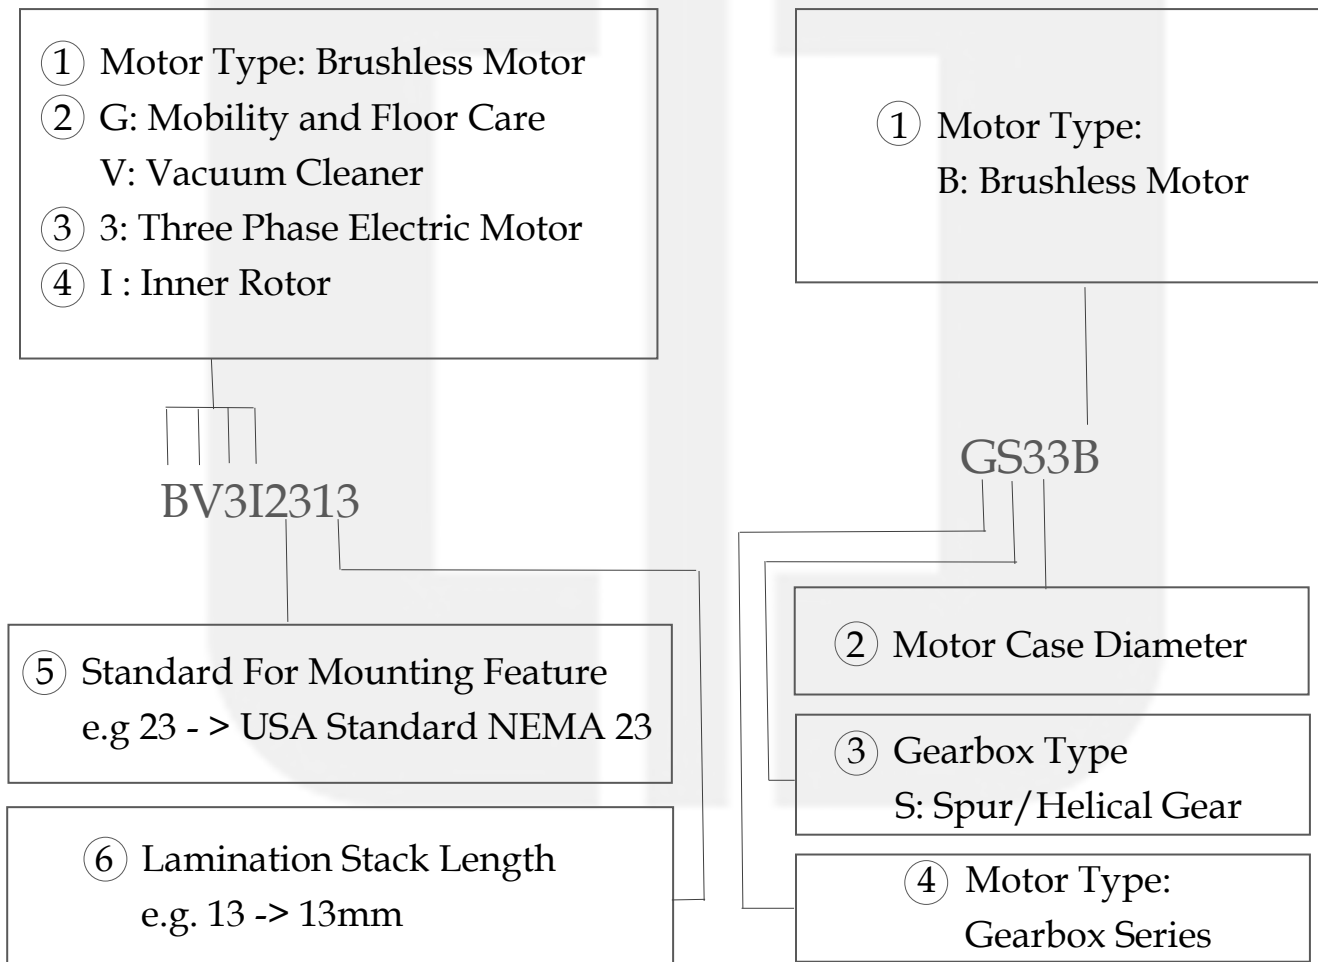 ① Motor Type: Brushless Motor
② G: Mobility and Floor Care
V: Vacuum Cleaner
③ 3: Three Phase Electric Motor
④ I : Inner Rotor
BV3I2313
⑤ Standard For Mounting Feature
e.g 23 - > USA Standard NEMA 23
⑥ Lamination Stack Length
e.g. 13 -> 13mm
① Motor Type:
B: Brushless Motor
GS33B
② Motor Case Diameter
③ Gearbox Type
S: Spur/Helical Gear
④ Motor Type:
Gearbox Series